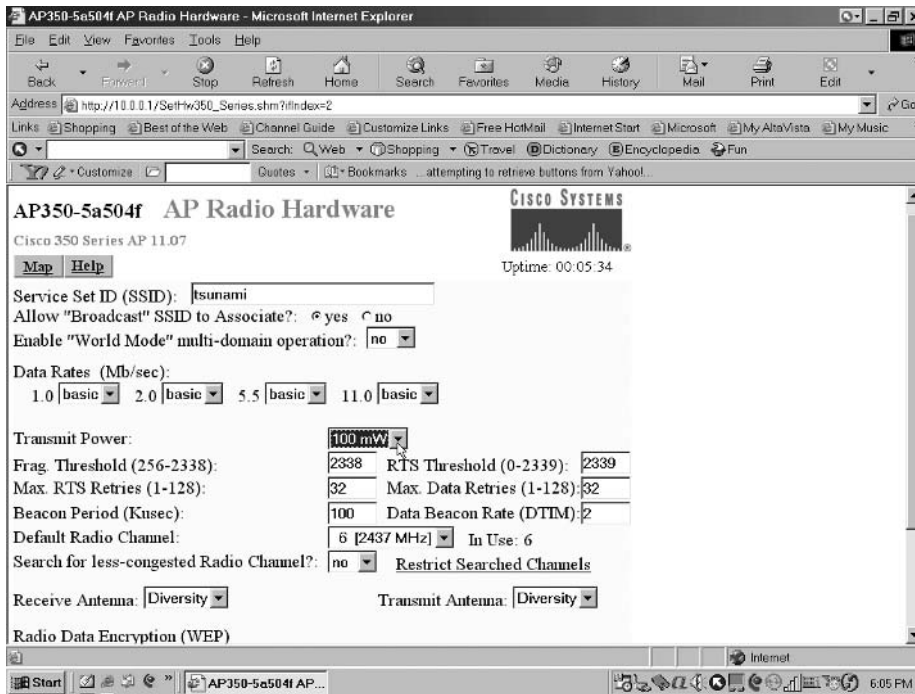 AP350-5a504f AP Radio Hardware - Microsoft Internet Explorer
File Edit View Favorites Tools Help
Back Forward Stop Refresh Home Search Favorites Media History Mail Print Edit
Address http://10.0.0.1/SetHw350_Series.shm?ifIndex=2 Go
Links Shopping Best of the Web Channel Guide Customize Links Free HotMail Internet Start Microsoft My AltaVista My Music
Search: Web Shopping Travel Dictionary Encyclopedia Fun
Customize Quotes Bookmarks ...attempting to retrieve buttons from Yahoo!...
AP350-5a504f AP Radio Hardware
CISCO SYSTEMS
Cisco 350 Series AP 11.07
Map Help
Uptime: 00:05:34
Service Set ID (SSID): tsunami
Allow "Broadcast" SSID to Associate?: yes no
Enable "World Mode" multi-domain operation?: no
Data Rates (Mb/sec):
1.0 basic 2.0 basic 5.5 basic 11.0 basic
Transmit Power: 100 mW
Frag. Threshold (256-2338): 2338 RTS Threshold (0-2339): 2339
Max. RTS Retries (1-128): 32 Max. Data Retries (1-128): 32
Beacon Period (Kusec): 100 Data Beacon Rate (DTIM): 2
Default Radio Channel: 6 [2437 MHz] In Use: 6
Search for less-congested Radio Channel?: no Restrict Searched Channels
Receive Antenna: Diversity Transmit Antenna: Diversity
Radio Data Encryption (WEP)
Internet
Start AP350-5a504f AP... 6:05 PM